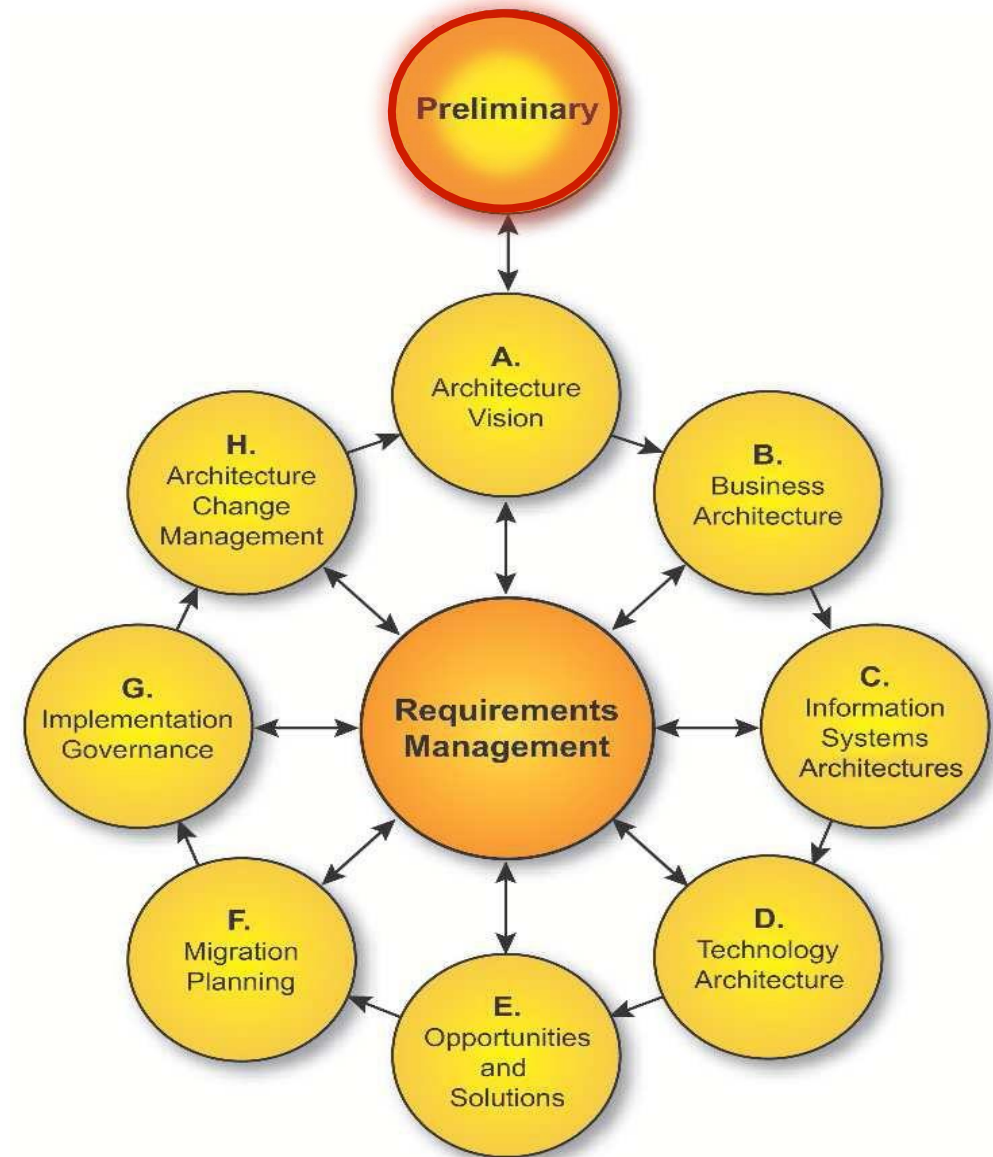 Preliminary
A.
Architecture
Vision
B.
Business
Architecture
C.
Information
Systems
Architectures
D.
Technology
Architecture
E.
Opportunities
and
Solutions
F.
Migration
Planning
G.
Implementation
Governance
H.
Architecture
Change
Management
Requirements
Management